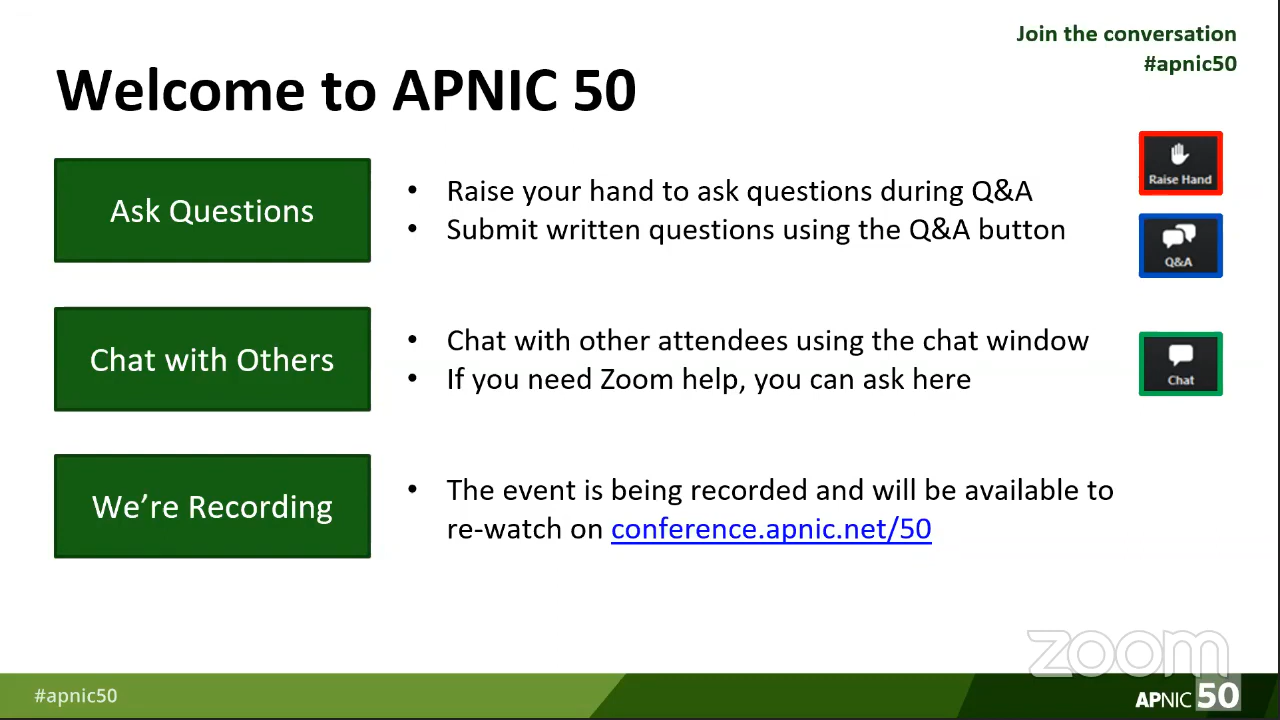 Join the conversation
#apnic50
Welcome to APNIC 50
Ask Questions
• Raise your hand to ask questions during Q&A
• Submit written questions using the Q&A button
Raise Hand
Q&A
Chat with Others
• Chat with other attendees using the chat window
• If you need Zoom help, you can ask here
Chat
We’re Recording
• The event is being recorded and will be available to
re-watch on conference.apnic.net/50
zoom
#apnic50
APNIC 50